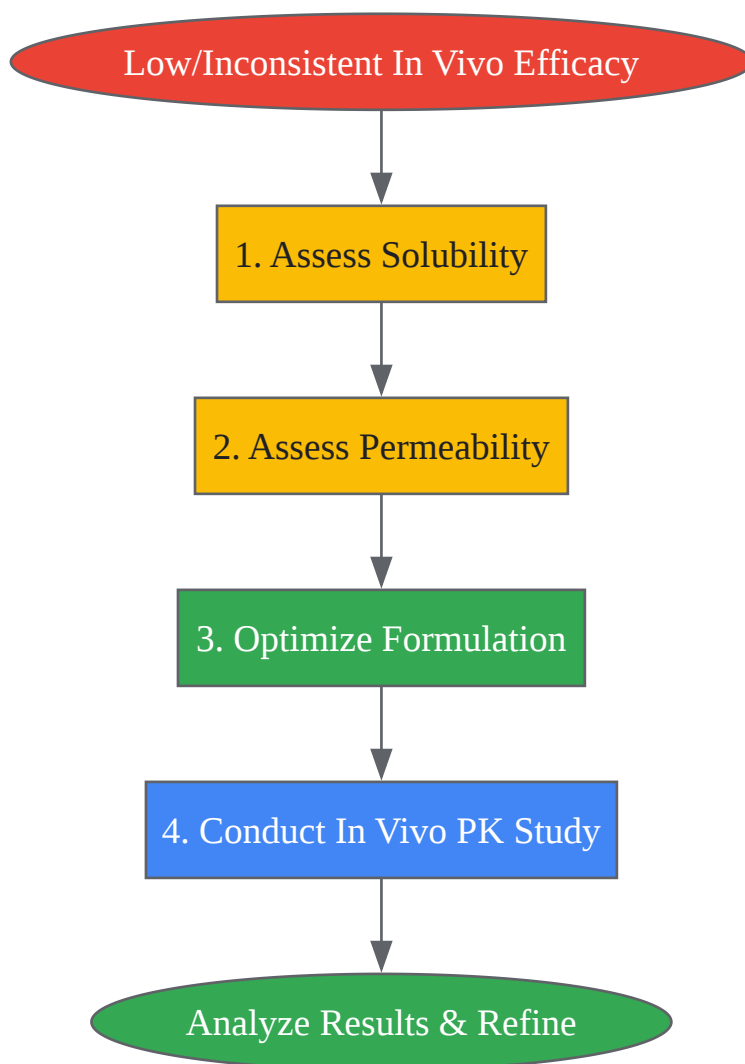 Low/Inconsistent In Vivo Efficacy
1. Assess Solubility
2. Assess Permeability
3. Optimize Formulation
4. Conduct In Vivo PK Study
Analyze Results & Refine